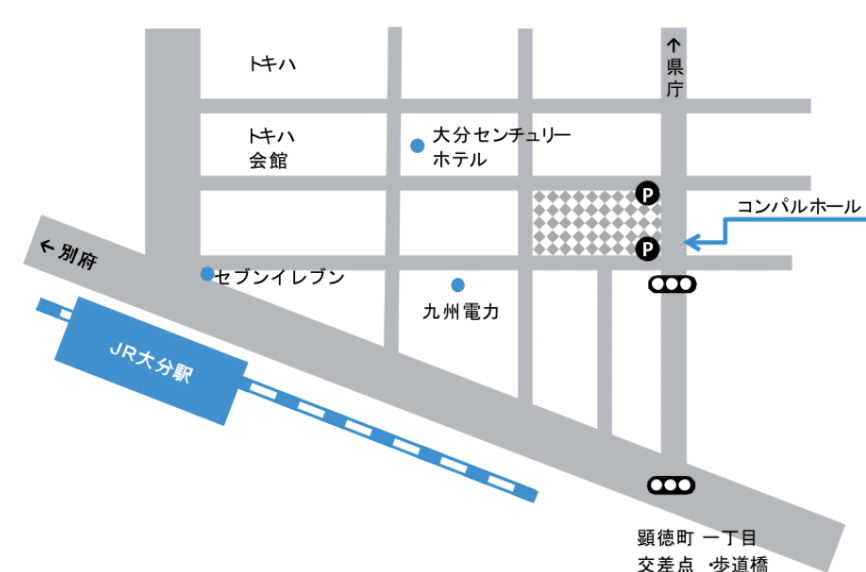 トキハ
↑県庁
トキハ
会館
大分センチュリー
ホテル
P
コンパルホール
P
←別府
セブンイレブン
九州電力
JR大分駅
顕徳町 一丁目
交差点 ・歩道橋